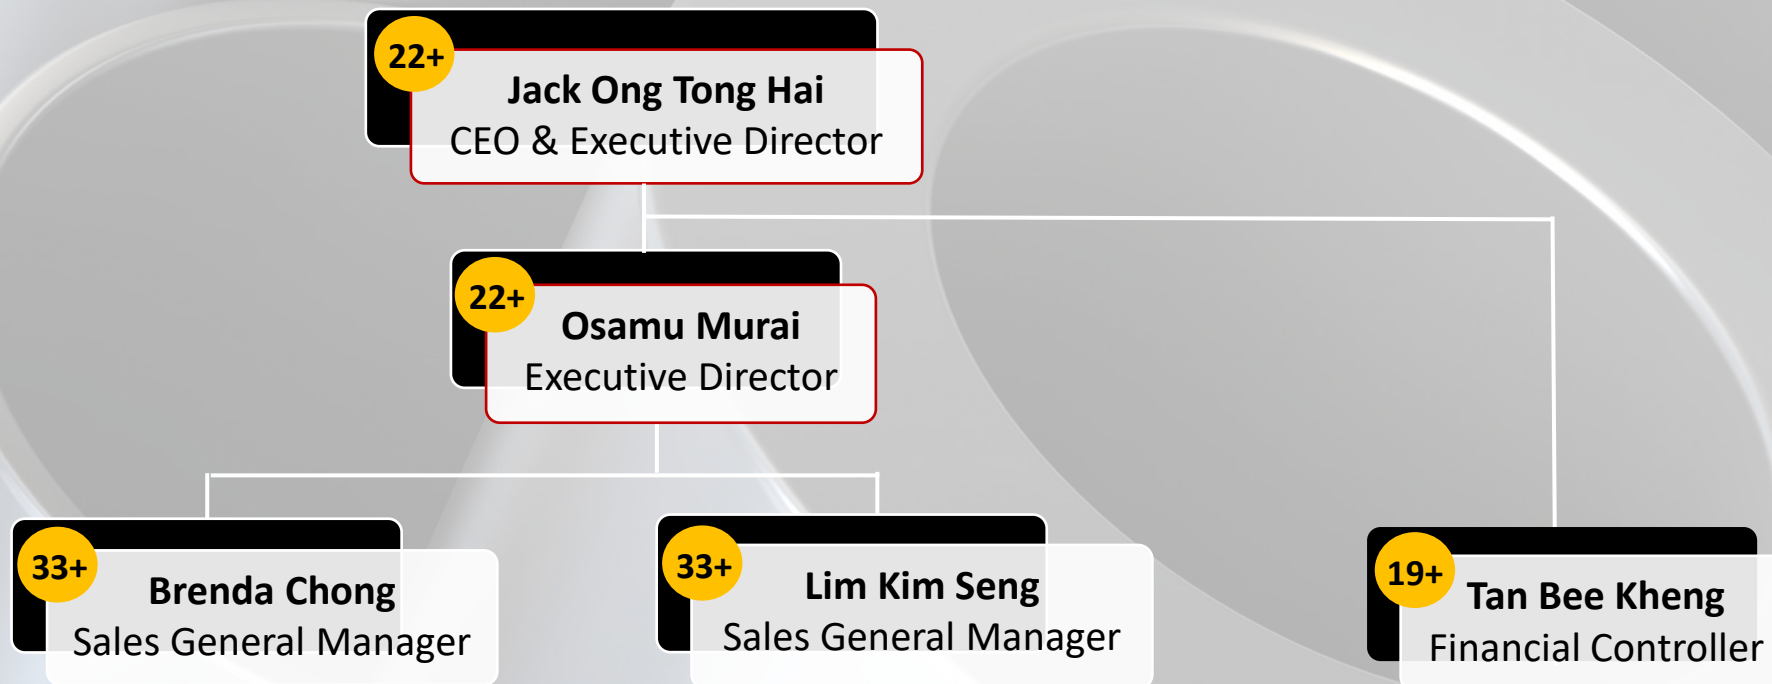 22+
Jack Ong Tong Hai
CEO & Executive Director
22+
Osamu Murai
Executive Director
33+
Brenda Chong
Sales General Manager
33+
Lim Kim Seng
Sales General Manager
19+
Tan Bee Kheng
Financial Controller